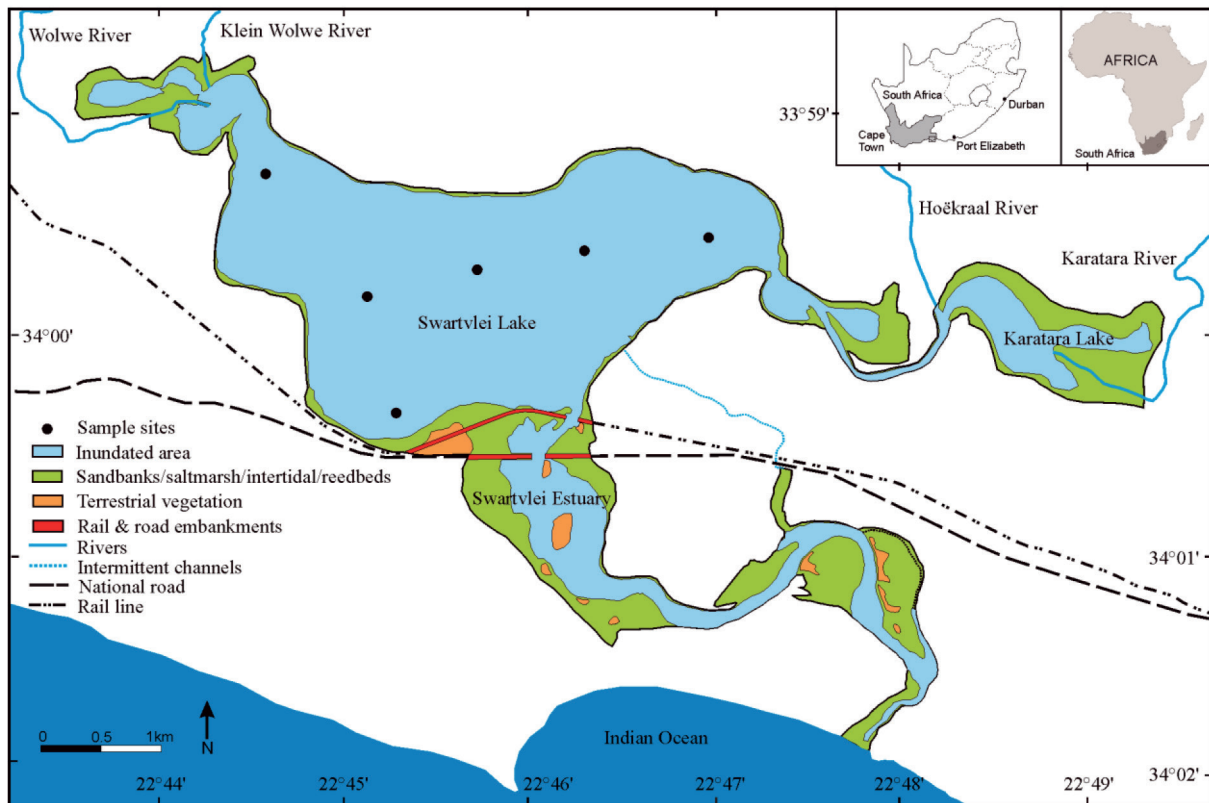 Wolwe River
Klein Wolwe River
33°59'
South Africa
Durban
Cape
Town
Port Elizabeth
AFRICA
South Africa
Hoëkraal River
Karatara River
34°00'
Swartvlei Lake
Karatara Lake
Sample sites
Inundated area
Sandbanks/saltmarsh/intertidal/reedbeds
Terrestrial vegetation
Rail & road embankments
Rivers
Intermittent channels
National road
Rail line
Swartvlei Estuary
34°01'
0 0.5 1km
N
Indian Ocean
22°44' 22°45' 22°46' 22°47' 22°48' 22°49' 34°02'